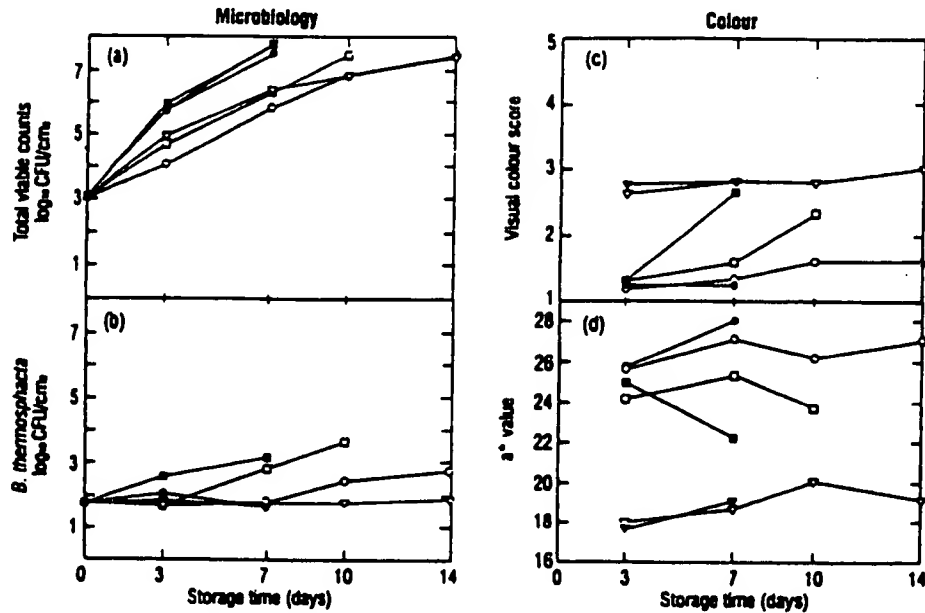 Microbiology
Colour
(a)
7
5
3
1
Total viable counts
log₁₀ CFU/cm₂
(b)
7
5
3
1
B. thermosphacta
log₁₀ CFU/cm₂
0 3 7 10 14
Storage time (days)
(c)
5
4
3
2
1
Visual colour score
(d)
28
26
24
22
20
18
16
a* value
0 3 7 10 14
Storage time (days)